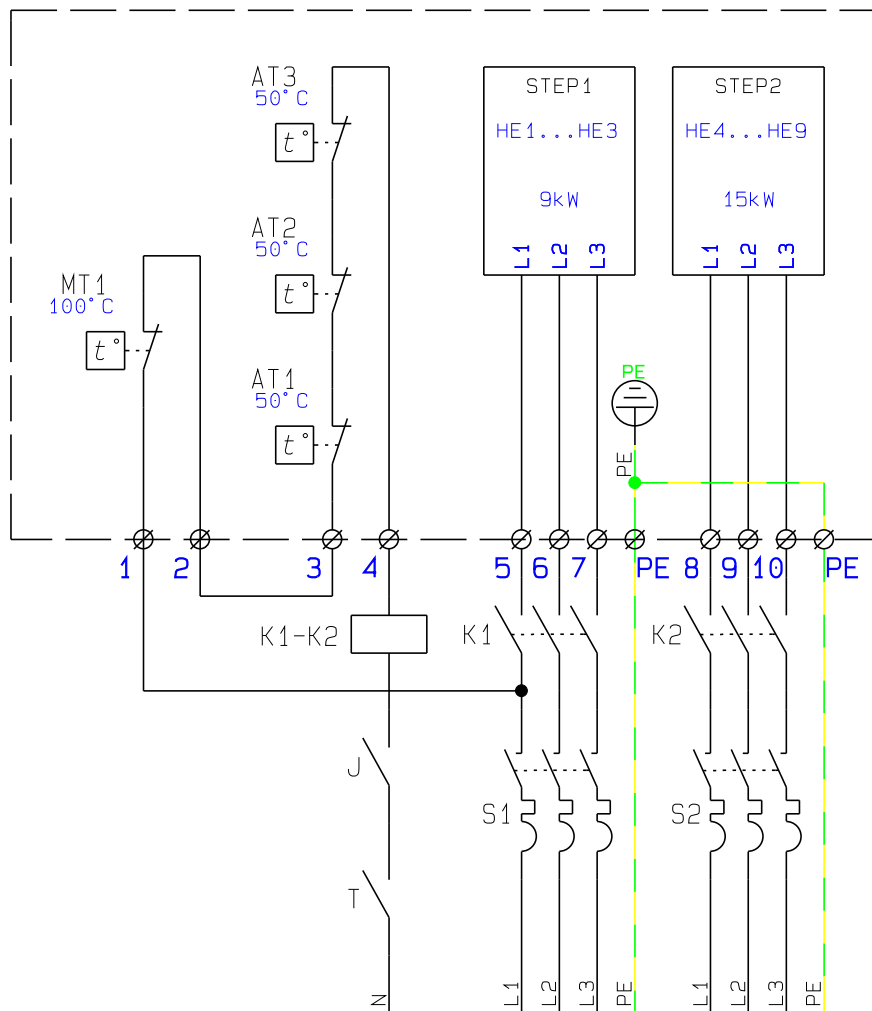 AT3
50°C
t°
AT2
50°C
t°
MT1
100°C
t°
AT1
50°C
t°
STEP1
HE1...HE3
9kW
L1 L2 L3
STEP2
HE4...HE9
15kW
L1 L2 L3
PE
PE
1 2 3 4 5 6 7 PE 8 9 10 PE
K1-K2 K1 K2
J
S1 S2
T
N L1 L2 L3 PE L1 L2 L3 PE